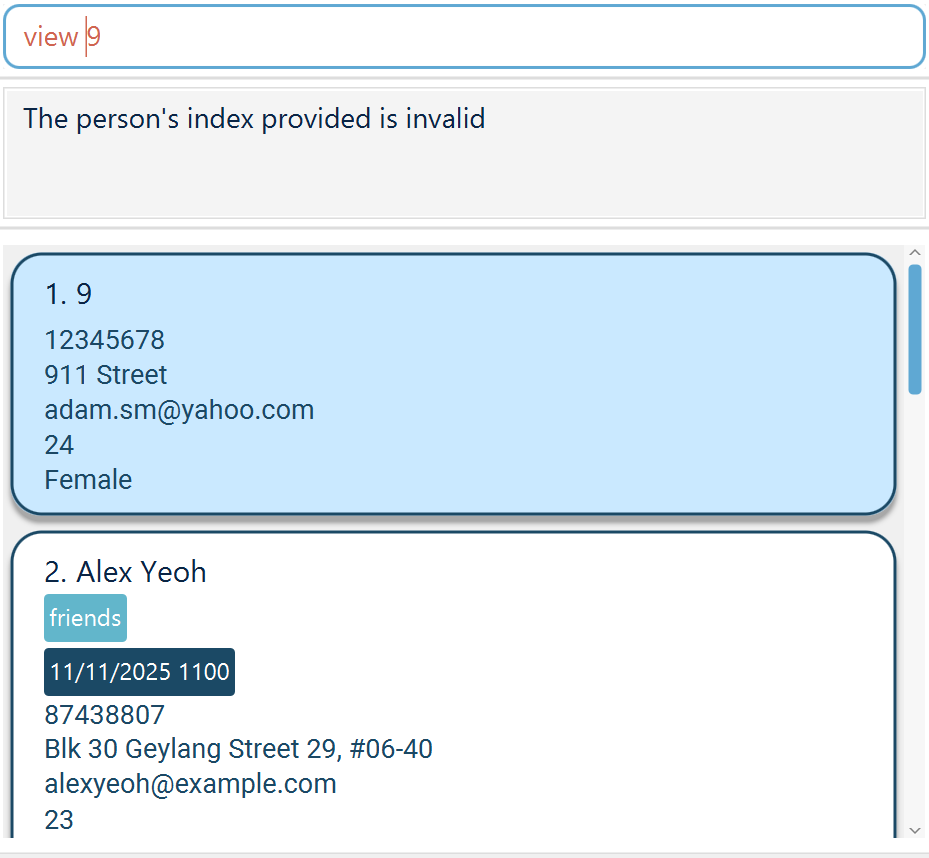 view 9
The person's index provided is invalid
1. 9
12345678
911 Street
adam.sm@yahoo.com
24
Female
2. Alex Yeoh
friends
11/11/2025 1100
87438807
Blk 30 Geylang Street 29, #06-40
alexyeoh@example.com
23